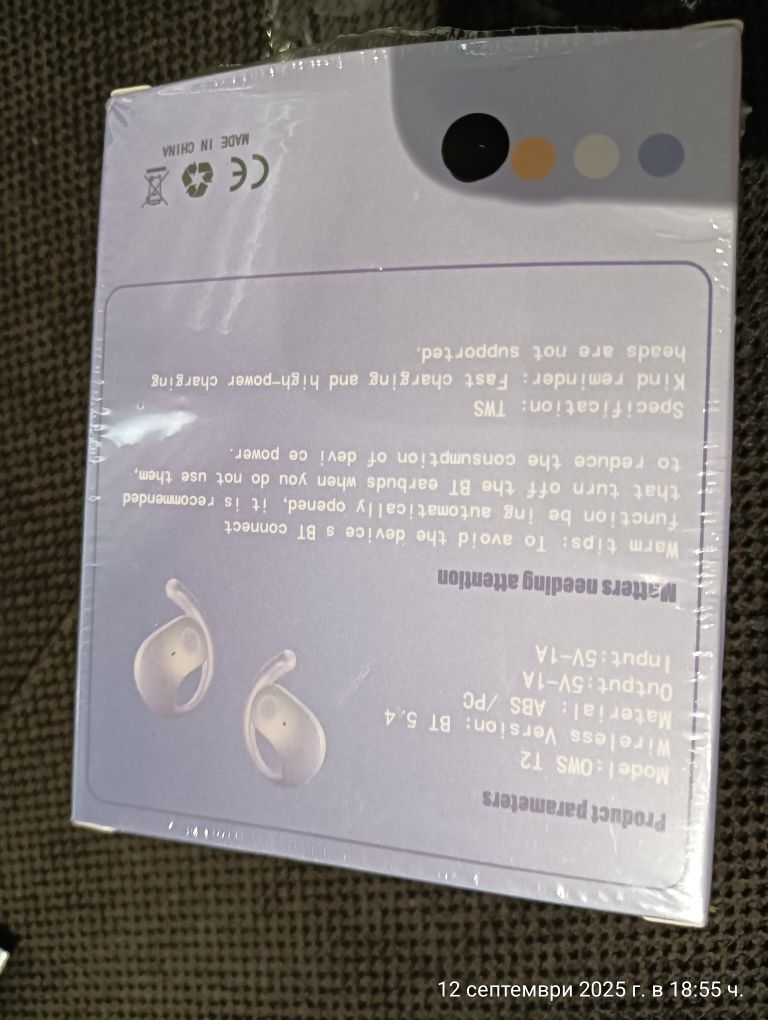 Product parameters
Model:OWS T2
Wireless Version: BT 5.4
Material: ABS /PC
Output:5V-1A
Input:5V-1A
Matters needing attention
Warm tips: To avoid the device s BT connect
function be ing automatically opened, it is recommended
that turn off the BT earbuds when you do not use them,
to reduce the consumption of devi ce power.
Specification: TWS
Kind reminder: Fast charging and high-power charging
heads are not supported.
CE
MADE IN CHINA
12 септември 2025 г. в 18:55 ч.